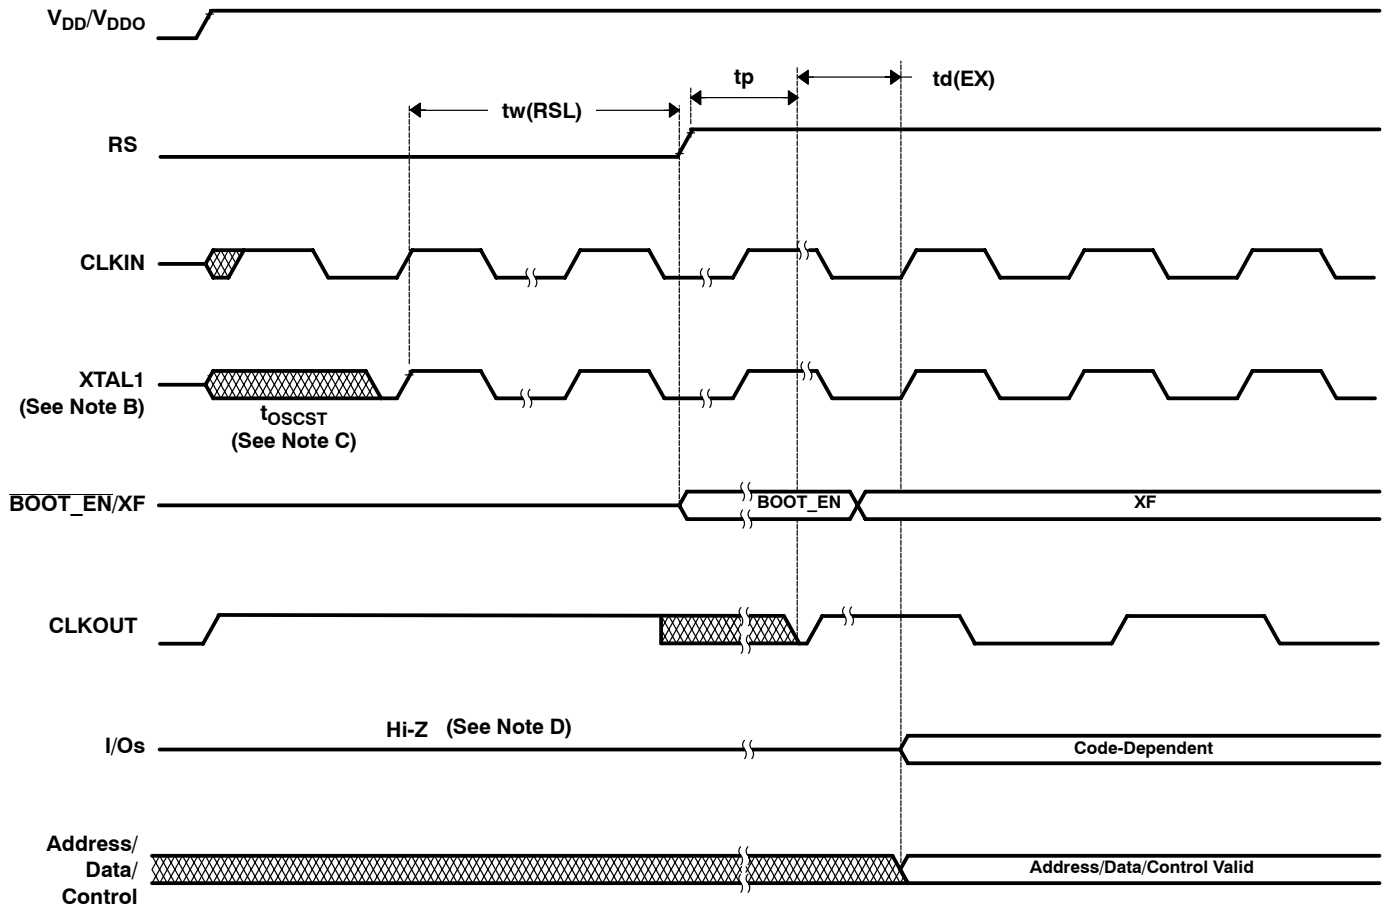 VDD/VDDO
tp
td(EX)
tw(RSL)
RS
CLKIN
XTAL1
(See Note B)
tOSCST
(See Note C)
BOOT_EN/XF
BOOT_EN
XF
CLKOUT
Hi-Z (See Note D)
I/Os
Code-Dependent
Address/
Data/
Control
Address/Data/Control Valid